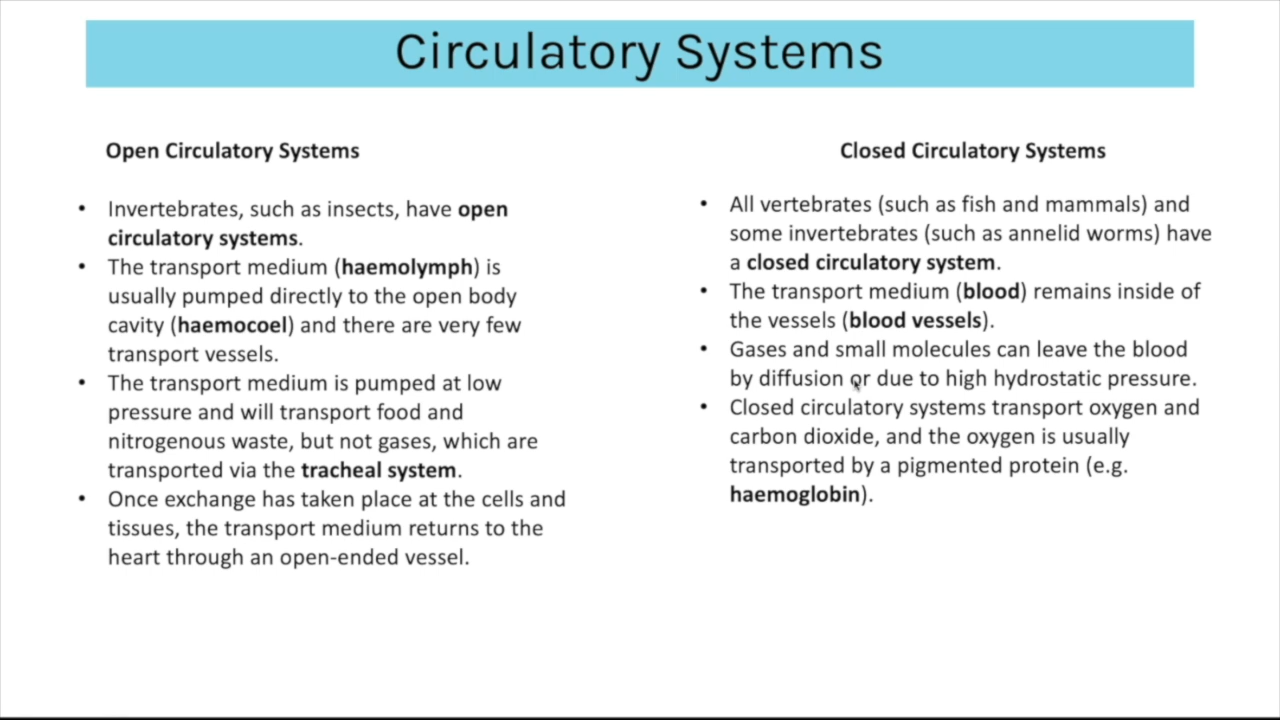 Circulatory Systems
Open Circulatory Systems
• Invertebrates, such as insects, have open
circulatory systems.
• The transport medium (haemolymph) is
usually pumped directly to the open body
cavity (haemocoel) and there are very few
transport vessels.
• The transport medium is pumped at low
pressure and will transport food and
nitrogenous waste, but not gases, which are
transported via the tracheal system.
• Once exchange has taken place at the cells and
tissues, the transport medium returns to the
heart through an open-ended vessel.
Closed Circulatory Systems
• All vertebrates (such as fish and mammals) and
some invertebrates (such as annelid worms) have
a closed circulatory system.
• The transport medium (blood) remains inside of
the vessels (blood vessels).
• Gases and small molecules can leave the blood
by diffusion or due to high hydrostatic pressure.
• Closed circulatory systems transport oxygen and
carbon dioxide, and the oxygen is usually
transported by a pigmented protein (e.g.
haemoglobin).